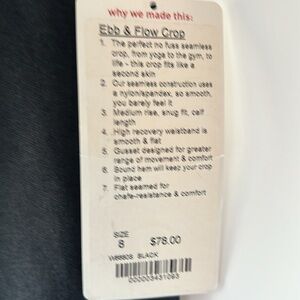 why we made this:
Ebb & Flow Crop
1. The perfect no fuss seamless
crop, from yoga to the gym, to
life - this crop fits like a
second skin
2. Our seamless construction uses
a nylon/spandex, so smooth,
you barely feel it
3. Medium rise, snug fit, calf
length
4. High recovery waistband is
smooth & flat
5. Gusset designed for greater
range of movement & comfort
6. Bound hem will keep your crop
in place
7. Flat seamed for
chafe-resistance & comfort
SIZE
8 $78.00
W6680S BLACK
000003431093